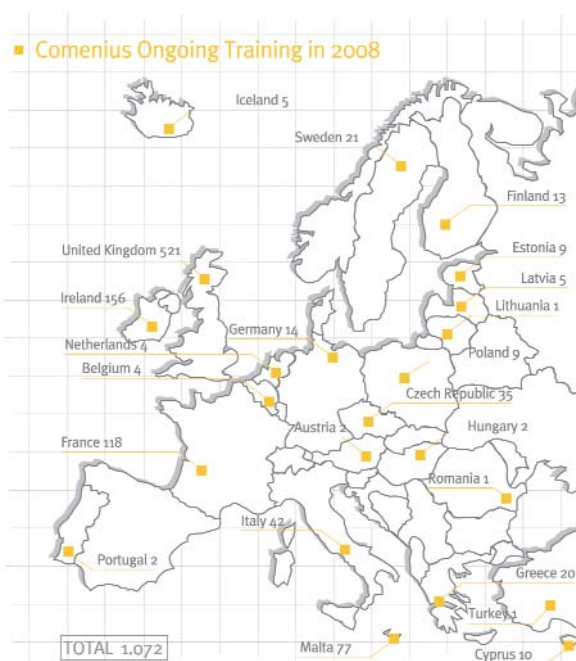 Comenius Ongoing Training in 2008
Iceland 5
Sweden 21
Finland 13
United Kingdom 521
Estonia 9
Latvia 5
Ireland 156
Lithuania 1
Germany 14
Netherlands 4
Poland 9
Belgium 4
Czech Republic 35
Austria 2
Hungary 2
France 118
Romania 1
Italy 42
Portugal 2
Greece 20
Turkey 1
TOTAL 1.072
Malta 77
Cyprus 10